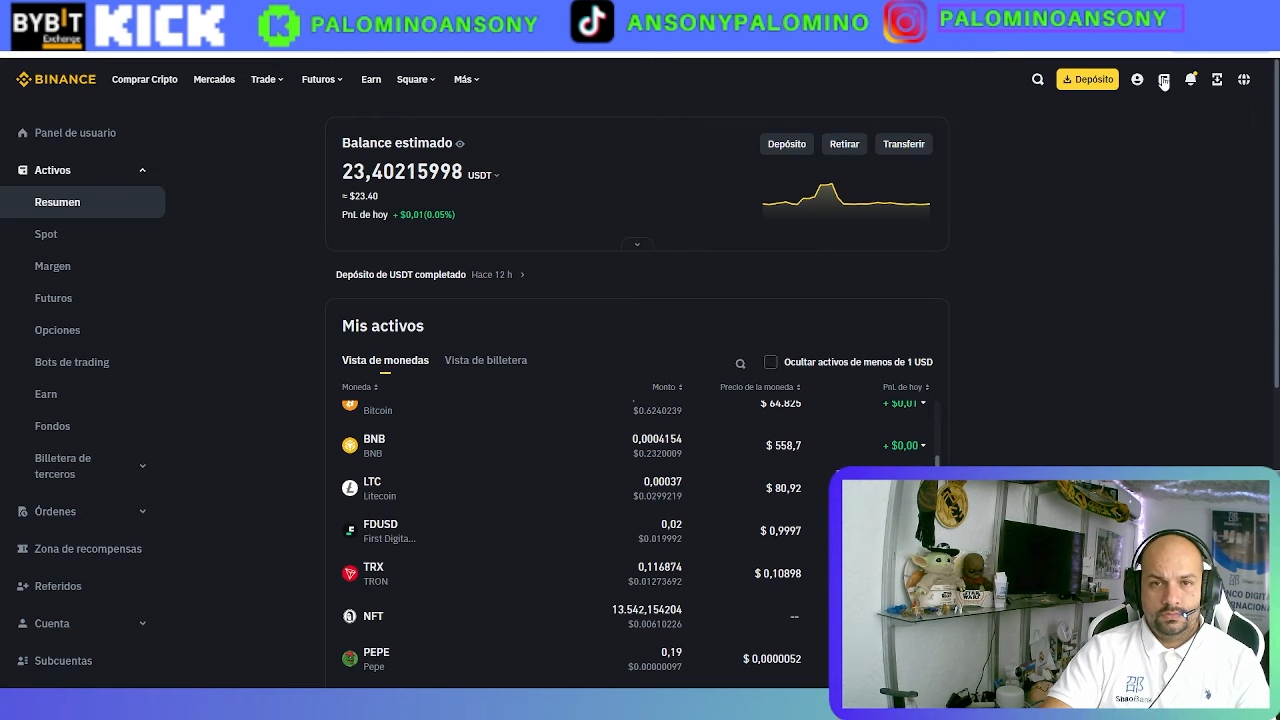 BYBIT
Exchange
KICK
PALOMINOANSONY
ANSONYPALOMINO
PALOMINOANSONY
BINANCE
Comprar Cripto
Mercados
Trade
Futuros
Earn
Square
Más
Depósito
Panel de usuario
Activos
Resumen
Spot
Margen
Futuros
Opciones
Bots de trading
Earn
Fondos
Billetera de
terceros
Órdenes
Zona de recompensas
Referidos
Cuenta
Subcuentas
Balance estimado
23,40215998 USDT
≈ $23.40
PnL de hoy + $0,01(0.05%)
Depósito
Retirar
Transferir
Depósito de USDT completado Hace 12 h
Mis activos
Vista de monedas
Vista de billetera
Ocultar activos de menos de 1 USD
Moneda
Monto
Precio de la moneda
PnL de hoy
Bitcoin
$0.6240239
$ 64.825
+ $0,01
BNB
BNB
0,0004154
$0.2320009
$ 558,7
+ $0,00
LTC
Litecoin
0,00037
$0.0299219
$ 80,92
FDUSD
First Digita...
0,02
$0.019992
$ 0,9997
TRX
TRON
0,116874
$0.01273692
$ 0,10898
NFT
13.542,154204
$0.00610226
--
PEPE
Pepe
0,19
$0.00000097
$ 0,0000052
STAR
WARS
STAR
WARS
NCO DIGIT
ShaoBank